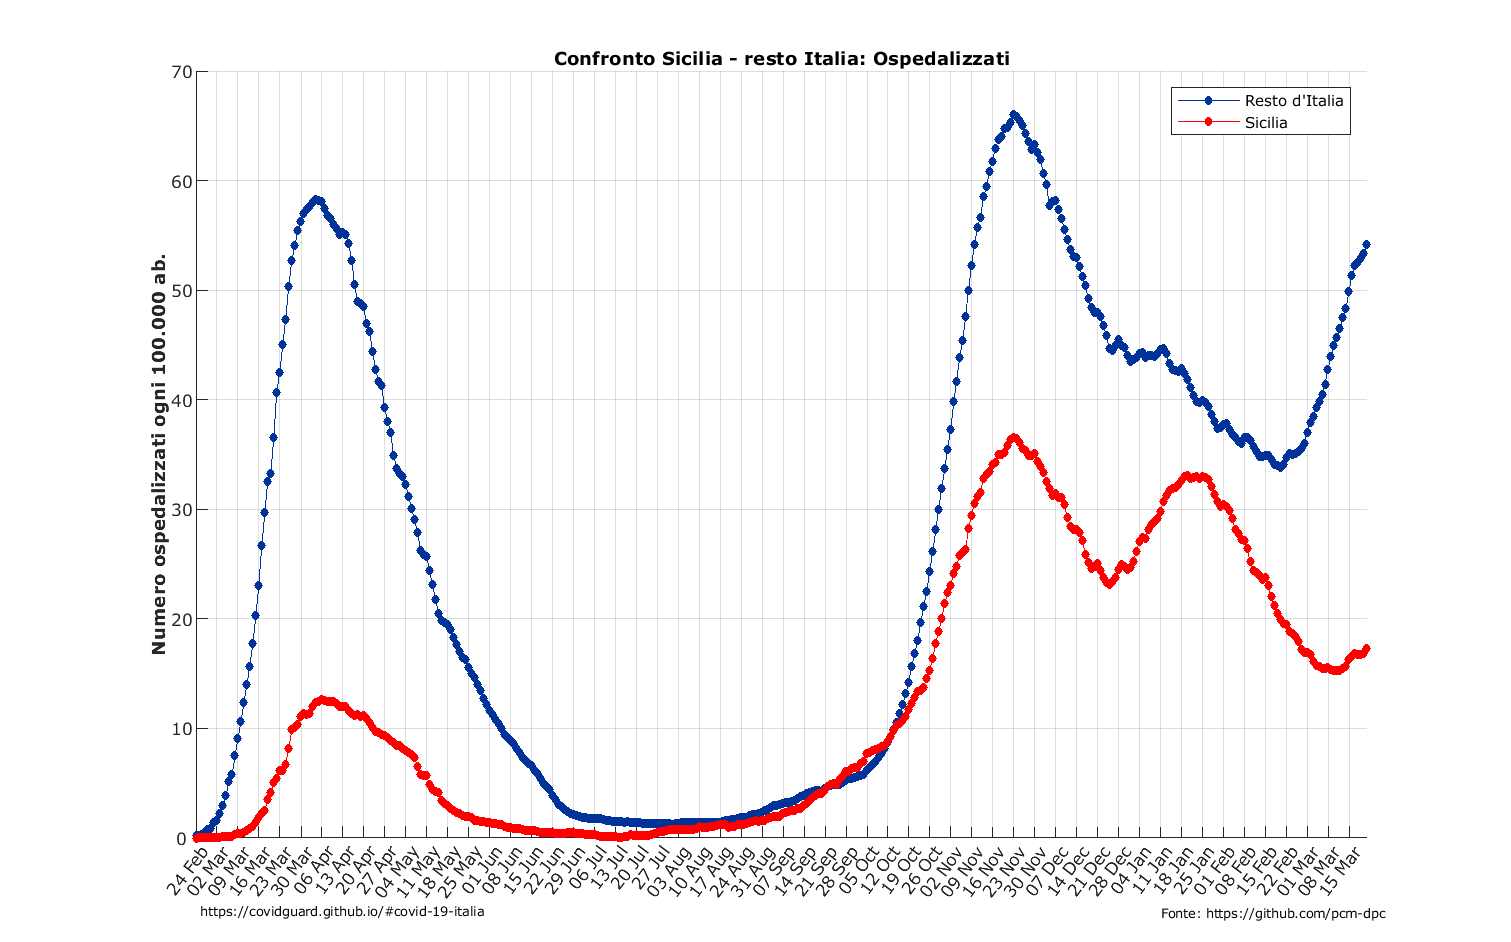 Confronto Sicilia - resto Italia: Ospedalizzati
Numero ospedalizzati ogni 100.000 ab.
70
60
50
40
30
20
10
0
Resto d'Italia
Sicilia
24 Feb
02 Mar
09 Mar
16 Mar
23 Mar
30 Mar
06 Apr
13 Apr
20 Apr
27 Apr
04 May
11 May
18 May
25 May
01 Jun
08 Jun
15 Jun
22 Jun
29 Jun
06 Jul
13 Jul
20 Jul
27 Jul
03 Aug
10 Aug
17 Aug
24 Aug
31 Aug
07 Sep
14 Sep
21 Sep
28 Sep
05 Oct
12 Oct
19 Oct
26 Oct
02 Nov
09 Nov
16 Nov
23 Nov
30 Nov
07 Dec
14 Dec
21 Dec
28 Dec
04 Jan
11 Jan
18 Jan
25 Jan
01 Feb
08 Feb
15 Feb
22 Feb
01 Mar
08 Mar
15 Mar
https://covidguard.github.io/#covid-19-italia
Fonte: https://github.com/pcm-dpc